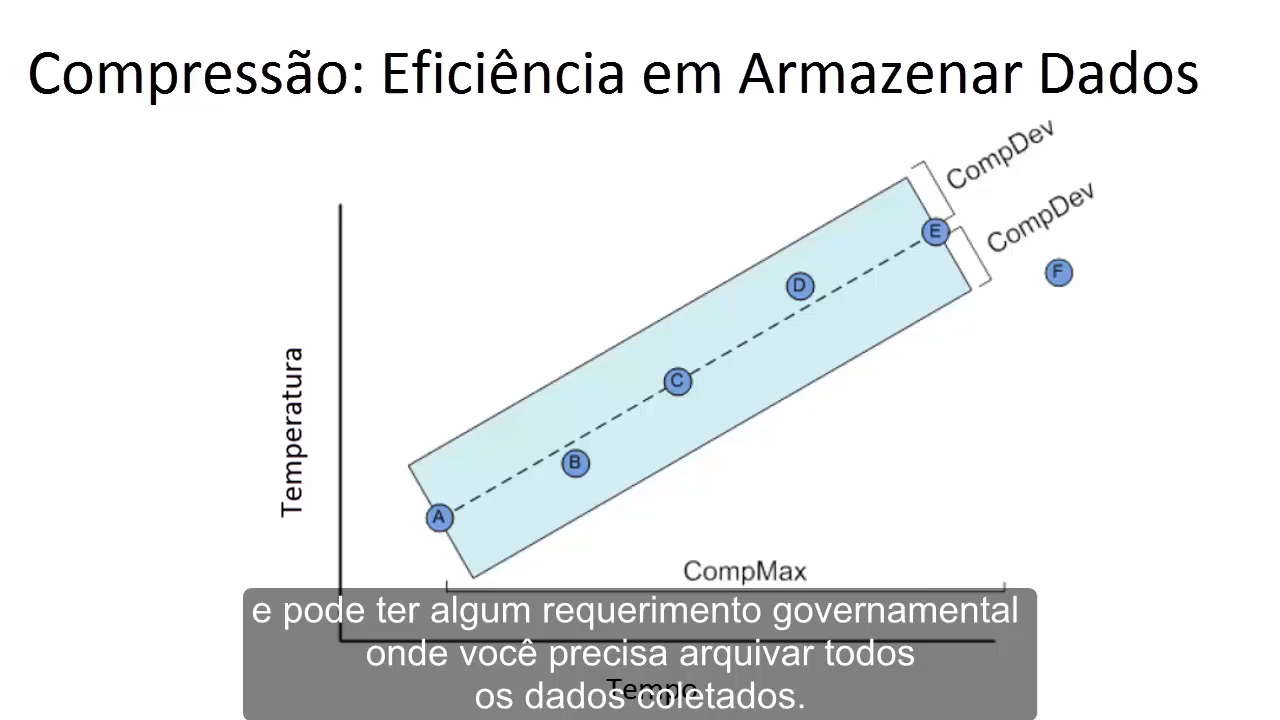 Compressão: Eficiência em Armazenar Dados
CompDev
CompDev
E
F
D
C
B
A
Temperatura
CompMax
Tempo
e pode ter algum requerimento governamental
onde você precisa arquivar todos
os dados coletados.